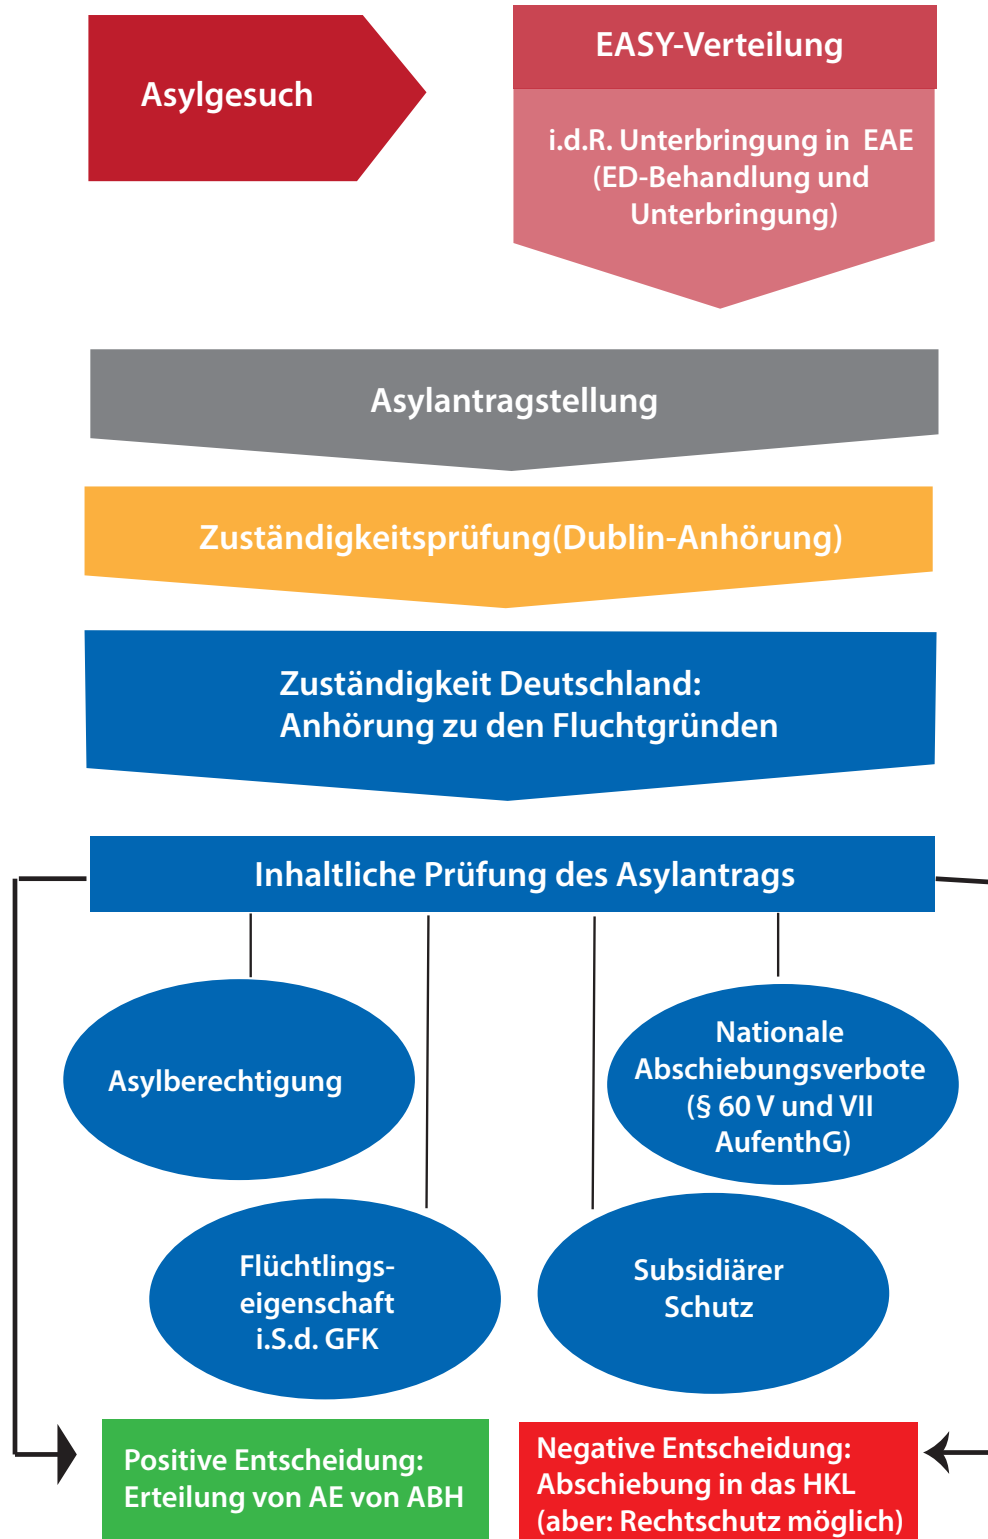 Asylgesuch
EASY-Verteilung
i.d.R. Unterbringung in EAE
(ED-Behandlung und
Unterbringung)
Asylantragstellung
Zuständigkeitsprüfung(Dublin-Anhörung)
Zuständigkeit Deutschland:
Anhörung zu den Fluchtgründen
Inhaltliche Prüfung des Asylantrags
Asylberechtigung
Nationale
Abschiebungsverbote
(§ 60 V und VII
AufenthG)
Flüchtlings-
eigenschaft
i.S.d. GFK
Subsidiärer
Schutz
Positive Entscheidung:
Erteilung von AE von ABH
Negative Entscheidung:
Abschiebung in das HKL
(aber: Rechtschutz möglich)